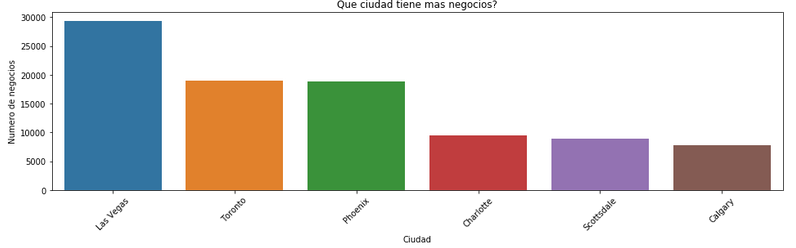 Que ciudad tiene mas negocios?
Numero de negocios
30000
25000
20000
15000
10000
5000
0
Las Vegas
Toronto
Phoenix
Charlotte
Scottsdale
Calgary
Ciudad